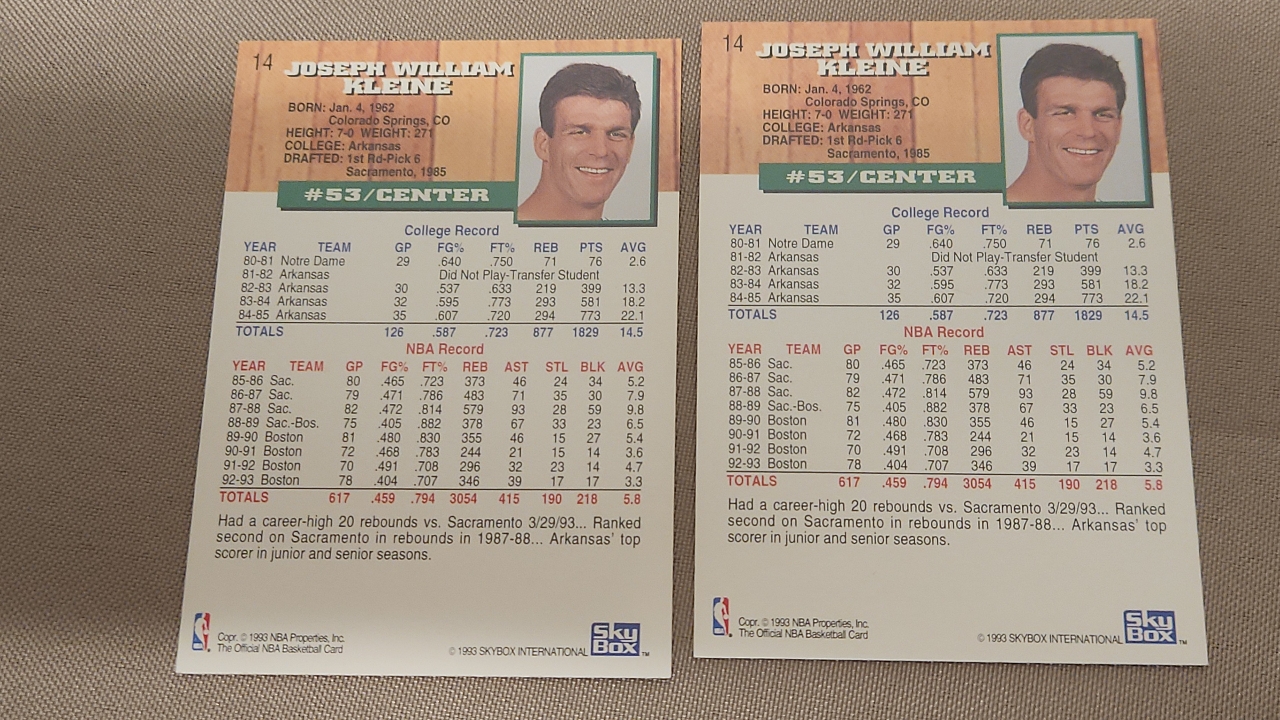 14
JOSEPH WILLIAM
KLEINE
BORN: Jan. 4, 1962
Colorado Springs, CO
HEIGHT: 7-0 WEIGHT: 271
COLLEGE: Arkansas
DRAFTED: 1st Rd-Pick 6
Sacramento, 1985
#53/CENTER
College Record
YEAR TEAM GP FG% FT% REB PTS AVG
80-81 Notre Dame 29 .640 .750 71 76 2.6
81-82 Arkansas Did Not Play-Transfer Student
82-83 Arkansas 30 .537 .633 219 399 13.3
83-84 Arkansas 32 .595 .773 293 581 18.2
84-85 Arkansas 35 .607 .720 294 773 22.1
TOTALS 126 .587 .723 877 1829 14.5
NBA Record
YEAR TEAM GP FG% FT% REB AST STL BLK AVG
85-86 Sac. 80 .465 .723 373 46 24 34 5.2
86-87 Sac. 79 .471 .786 483 71 35 30 7.9
87-88 Sac. 82 .472 .814 579 93 28 59 9.8
88-89 Sac.-Bos. 75 .405 .882 378 67 33 23 6.5
89-90 Boston 81 .480 .830 355 46 15 27 5.4
90-91 Boston 72 .468 .783 244 21 15 14 3.6
91-92 Boston 70 .491 .708 296 32 23 14 4.7
92-93 Boston 78 .404 .707 346 39 17 17 3.3
TOTALS 617 .459 .794 3054 415 190 218 5.8
Had a career-high 20 rebounds vs. Sacramento 3/29/93... Ranked
second on Sacramento in rebounds in 1987-88... Arkansas' top
scorer in junior and senior seasons.
Copr. © 1993 NBA Properties, Inc.
The Official NBA Basketball Card
© 1993 SKYBOX INTERNATIONAL
Sky
Box™
14
JOSEPH WILLIAM
KLEINE
BORN: Jan. 4, 1962
Colorado Springs, CO
HEIGHT: 7-0 WEIGHT: 271
COLLEGE: Arkansas
DRAFTED: 1st Rd-Pick 6
Sacramento, 1985
#53/CENTER
College Record
YEAR TEAM GP FG% FT% REB PTS AVG
80-81 Notre Dame 29 .640 .750 71 76 2.6
81-82 Arkansas Did Not Play-Transfer Student
82-83 Arkansas 30 .537 .633 219 399 13.3
83-84 Arkansas 32 .595 .773 293 581 18.2
84-85 Arkansas 35 .607 .720 294 773 22.1
TOTALS 126 .587 .723 877 1829 14.5
NBA Record
YEAR TEAM GP FG% FT% REB AST STL BLK AVG
85-86 Sac. 80 .465 .723 373 46 24 34 5.2
86-87 Sac. 79 .471 .786 483 71 35 30 7.9
87-88 Sac. 82 .472 .814 579 93 28 59 9.8
88-89 Sac.-Bos. 75 .405 .882 378 67 33 23 6.5
89-90 Boston 81 .480 .830 355 46 15 27 5.4
90-91 Boston 72 .468 .783 244 21 15 14 3.6
91-92 Boston 70 .491 .708 296 32 23 14 4.7
92-93 Boston 78 .404 .707 346 39 17 17 3.3
TOTALS 617 .459 .794 3054 415 190 218 5.8
Had a career-high 20 rebounds vs. Sacramento 3/29/93... Ranked
second on Sacramento in rebounds in 1987-88... Arkansas' top
scorer in junior and senior seasons.
Copr. © 1993 NBA Properties, Inc.
The Official NBA Basketball Card
© 1993 SKYBOX INTERNATIONAL
Sky
Box™